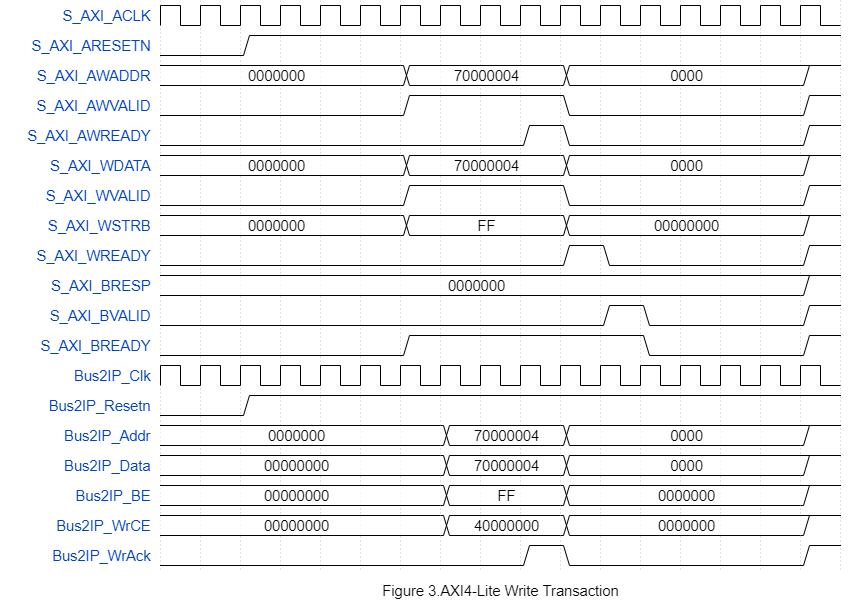 S_AXI_ACLK
S_AXI_ARESETN
S_AXI_AWADDR 0000000 70000004 0000
S_AXI_AWVALID
S_AXI_AWREADY
S_AXI_WDATA 0000000 70000004 0000
S_AXI_WVALID
S_AXI_WSTRB 0000000 FF 00000000
S_AXI_WREADY
S_AXI_BRESP 0000000
S_AXI_BVALID
S_AXI_BREADY
Bus2IP_Clk
Bus2IP_Resetn
Bus2IP_Addr 0000000 70000004 0000
Bus2IP_Data 00000000 70000004 0000
Bus2IP_BE 00000000 FF 0000000
Bus2IP_WrCE 00000000 40000000 0000000
Bus2IP_WrAck
Figure 3.AXI4-Lite Write Transaction